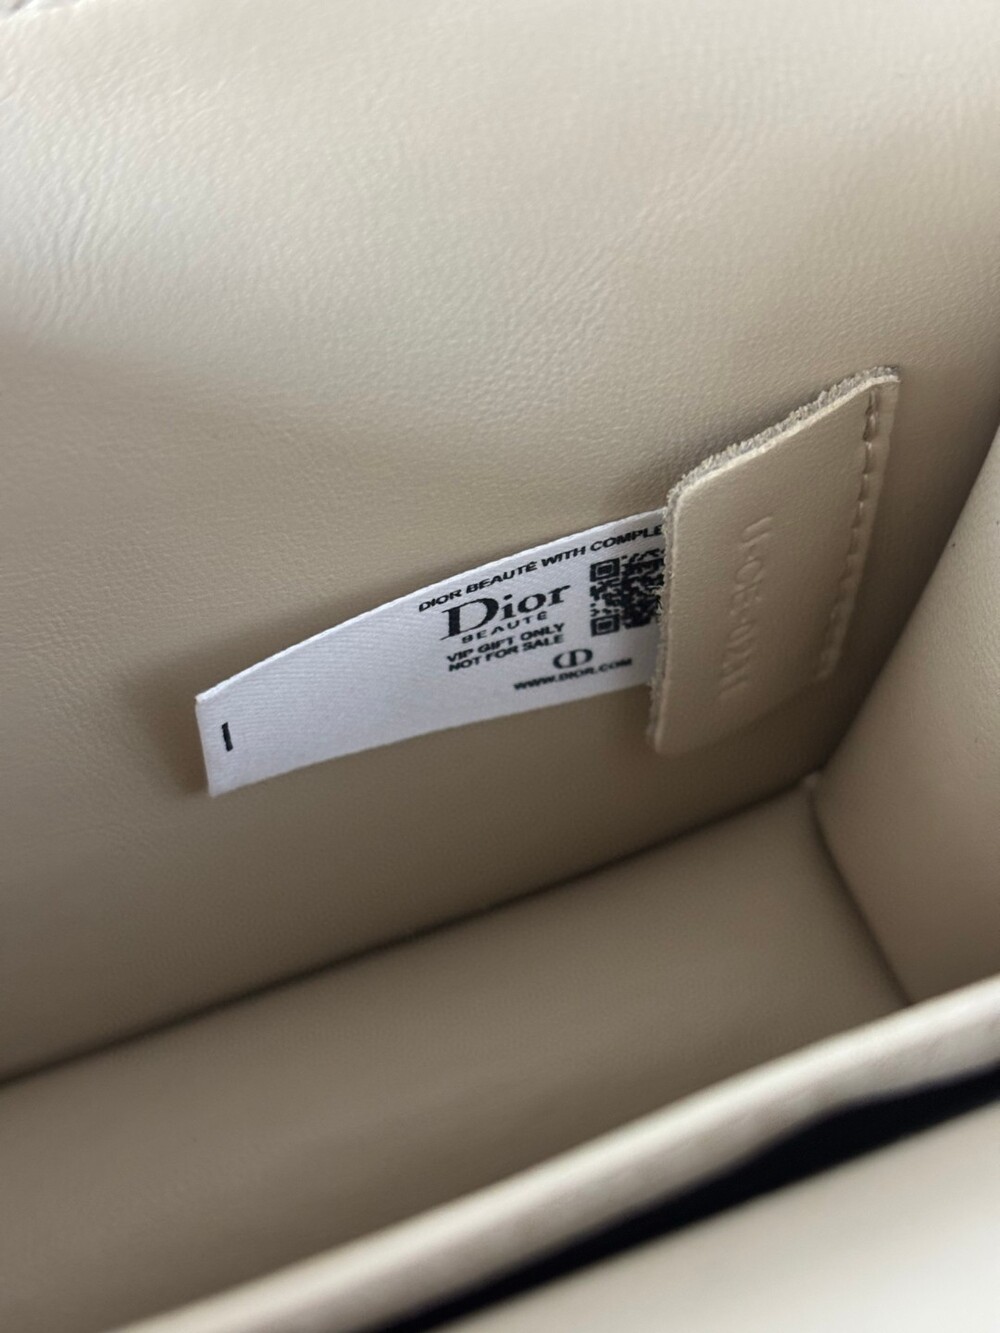 DIOR BEAUTÉ WITH COMPLE
Dior
BEAUTÉ
VIP GIFT ONLY
NOT FOR SALE
CD
WWW.DIOR.COM